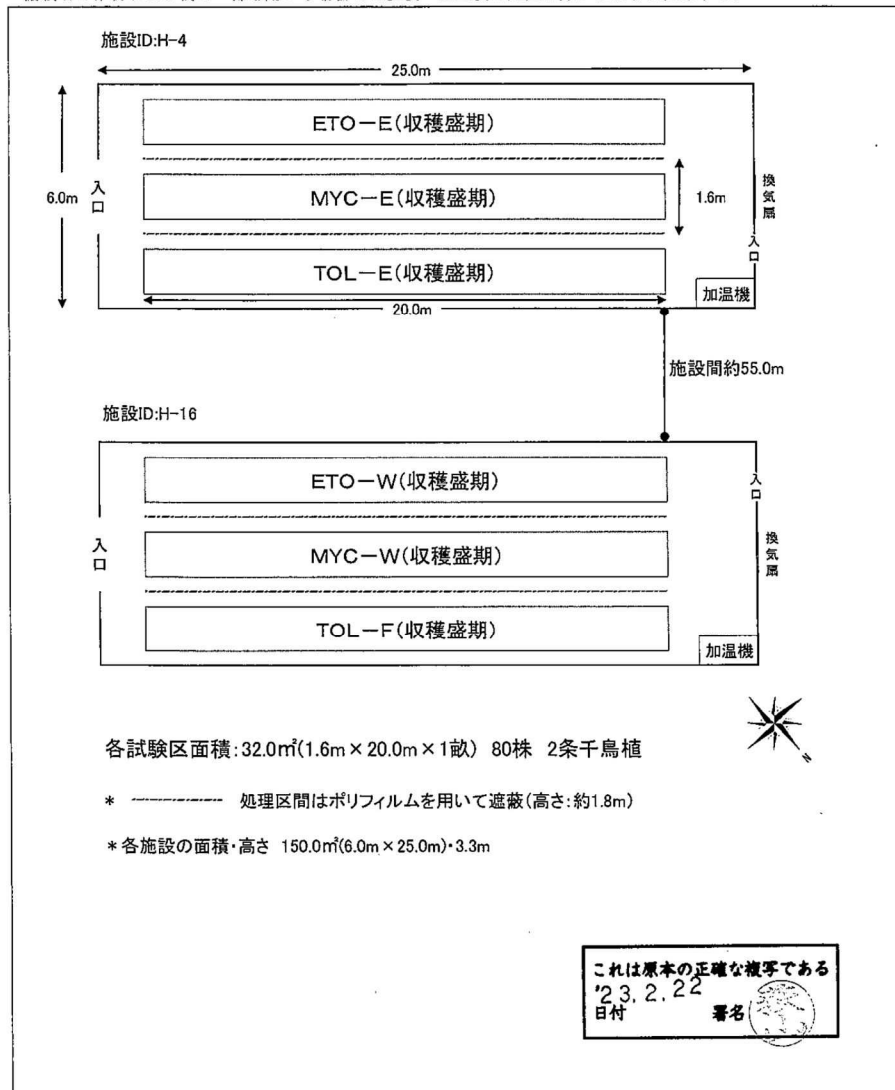 施設ID:H-4
25.0m
ETO-E(収穫盛期)
6.0m
入口
MYC-E(収穫盛期)
1.6m
換気扇
入口
TOL-E(収穫盛期)
加温機
20.0m
施設間約55.0m
施設ID:H-16
ETO-W(収穫盛期)
入口
入口
MYC-W(収穫盛期)
換気扇
TOL-F(収穫盛期)
加温機
N
各試験区面積:32.0㎡(1.6m×20.0m×1畝) 80株 2条千鳥植
* ーーーー 処理区間はポリフィルムを用いて遮蔽(高さ:約1.8m)
*各施設の面積・高さ 150.0㎡(6.0m×25.0m)・3.3m
これは原本の正確な複写である
'23.2.22
日付 署名